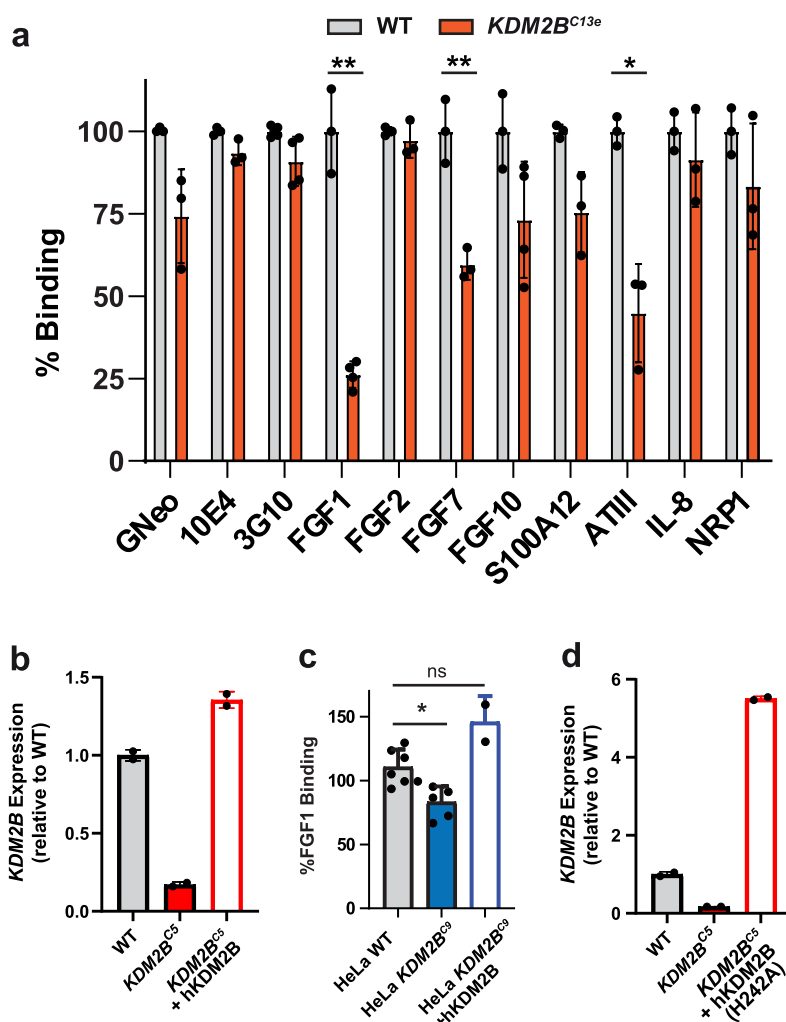 a
WT KDM2B^C13e
** ** *
% Binding
100
75
50
25
0
GNeo 10E4 3G10 FGF1 FGF2 FGF7 FGF10 S100A12 ATIII IL-8 NRP1
b
KDM2B Expression
(relative to WT)
1.5
1.0
0.5
0.0
WT
KDM2B^C5
KDM2B^C5
+ hKDM2B
c
ns
*
%FGF1 Binding
150
100
50
0
HeLa WT
HeLa KDM2B^C9
HeLa KDM2B^C9
+hKDM2B
d
KDM2B Expression
(relative to WT)
6
4
2
0
WT
KDM2B^C5
KDM2B^C5
+ hKDM2B
(H242A)